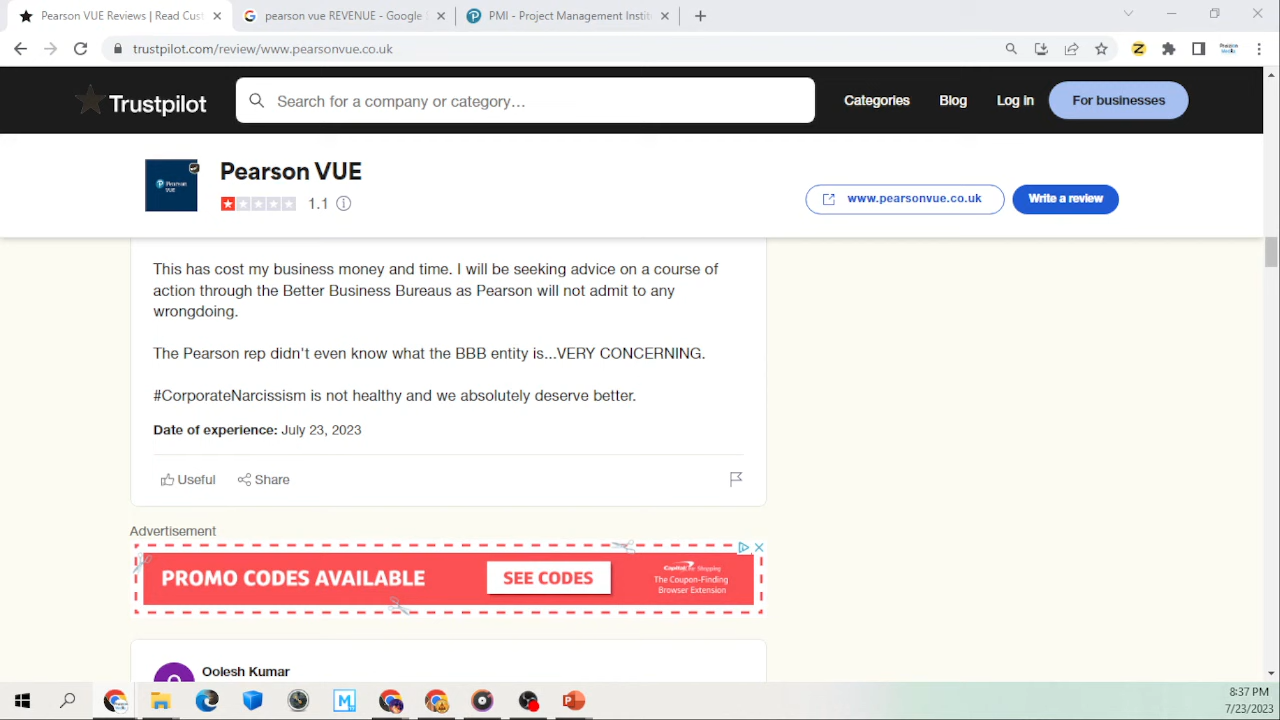 Pearson VUE Reviews | Read Cust
pearson vue REVENUE - Google S
PMI - Project Management Institu
trustpilot.com/review/www.pearsonvue.co.uk
Trustpilot
Search for a company or category…
Categories
Blog
Log in
For businesses
Pearson VUE
Pearson VUE
1.1
www.pearsonvue.co.uk
Write a review
This has cost my business money and time. I will be seeking advice on a course of
action through the Better Business Bureaus as Pearson will not admit to any
wrongdoing.
The Pearson rep didn't even know what the BBB entity is...VERY CONCERNING.
#CorporateNarcissism is not healthy and we absolutely deserve better.
Date of experience: July 23, 2023
Useful
Share
Advertisement
PROMO CODES AVAILABLE
SEE CODES
Capital One Shopping
The Coupon-Finding
Browser Extension
Oolesh Kumar
8:37 PM
7/23/2023